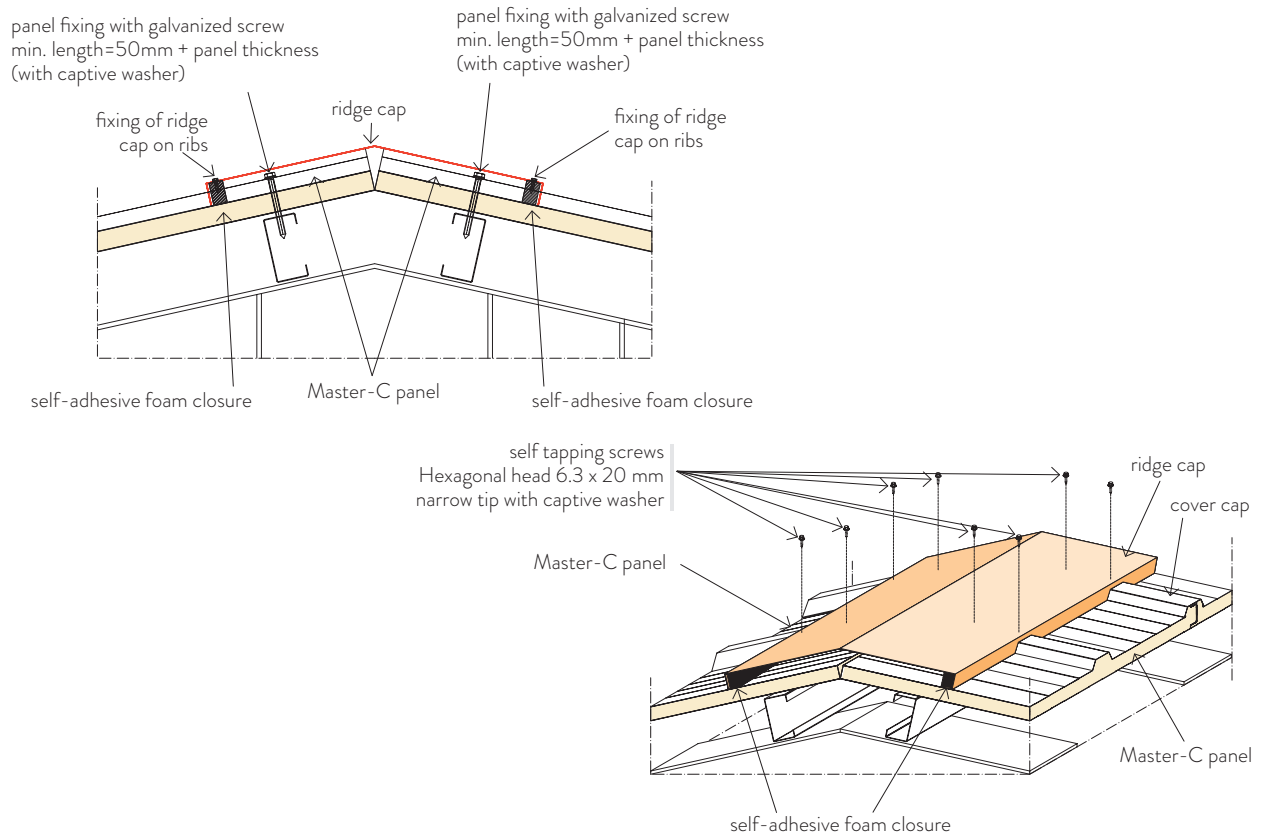 panel fixing with galvanized screw
min. length=50mm + panel thickness
(with captive washer)
panel fixing with galvanized screw
min. length=50mm + panel thickness
(with captive washer)
fixing of ridge
cap on ribs
ridge cap
fixing of ridge
cap on ribs
self-adhesive foam closure
Master-C panel
self-adhesive foam closure
self tapping screws
Hexagonal head 6.3 x 20 mm
narrow tip with captive washer
ridge cap
cover cap
Master-C panel
Master-C panel
self-adhesive foam closure